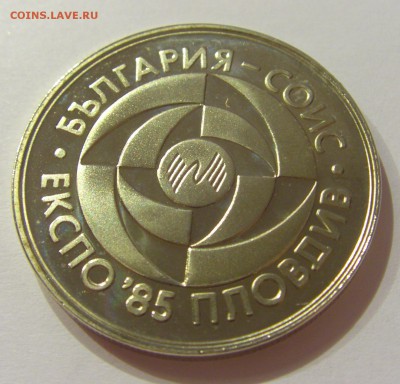 COINS.LAVE.RU
БЪЛГАРИЯ - СОИС
· ЕКСПО '85 ПЛОВДИВ ·